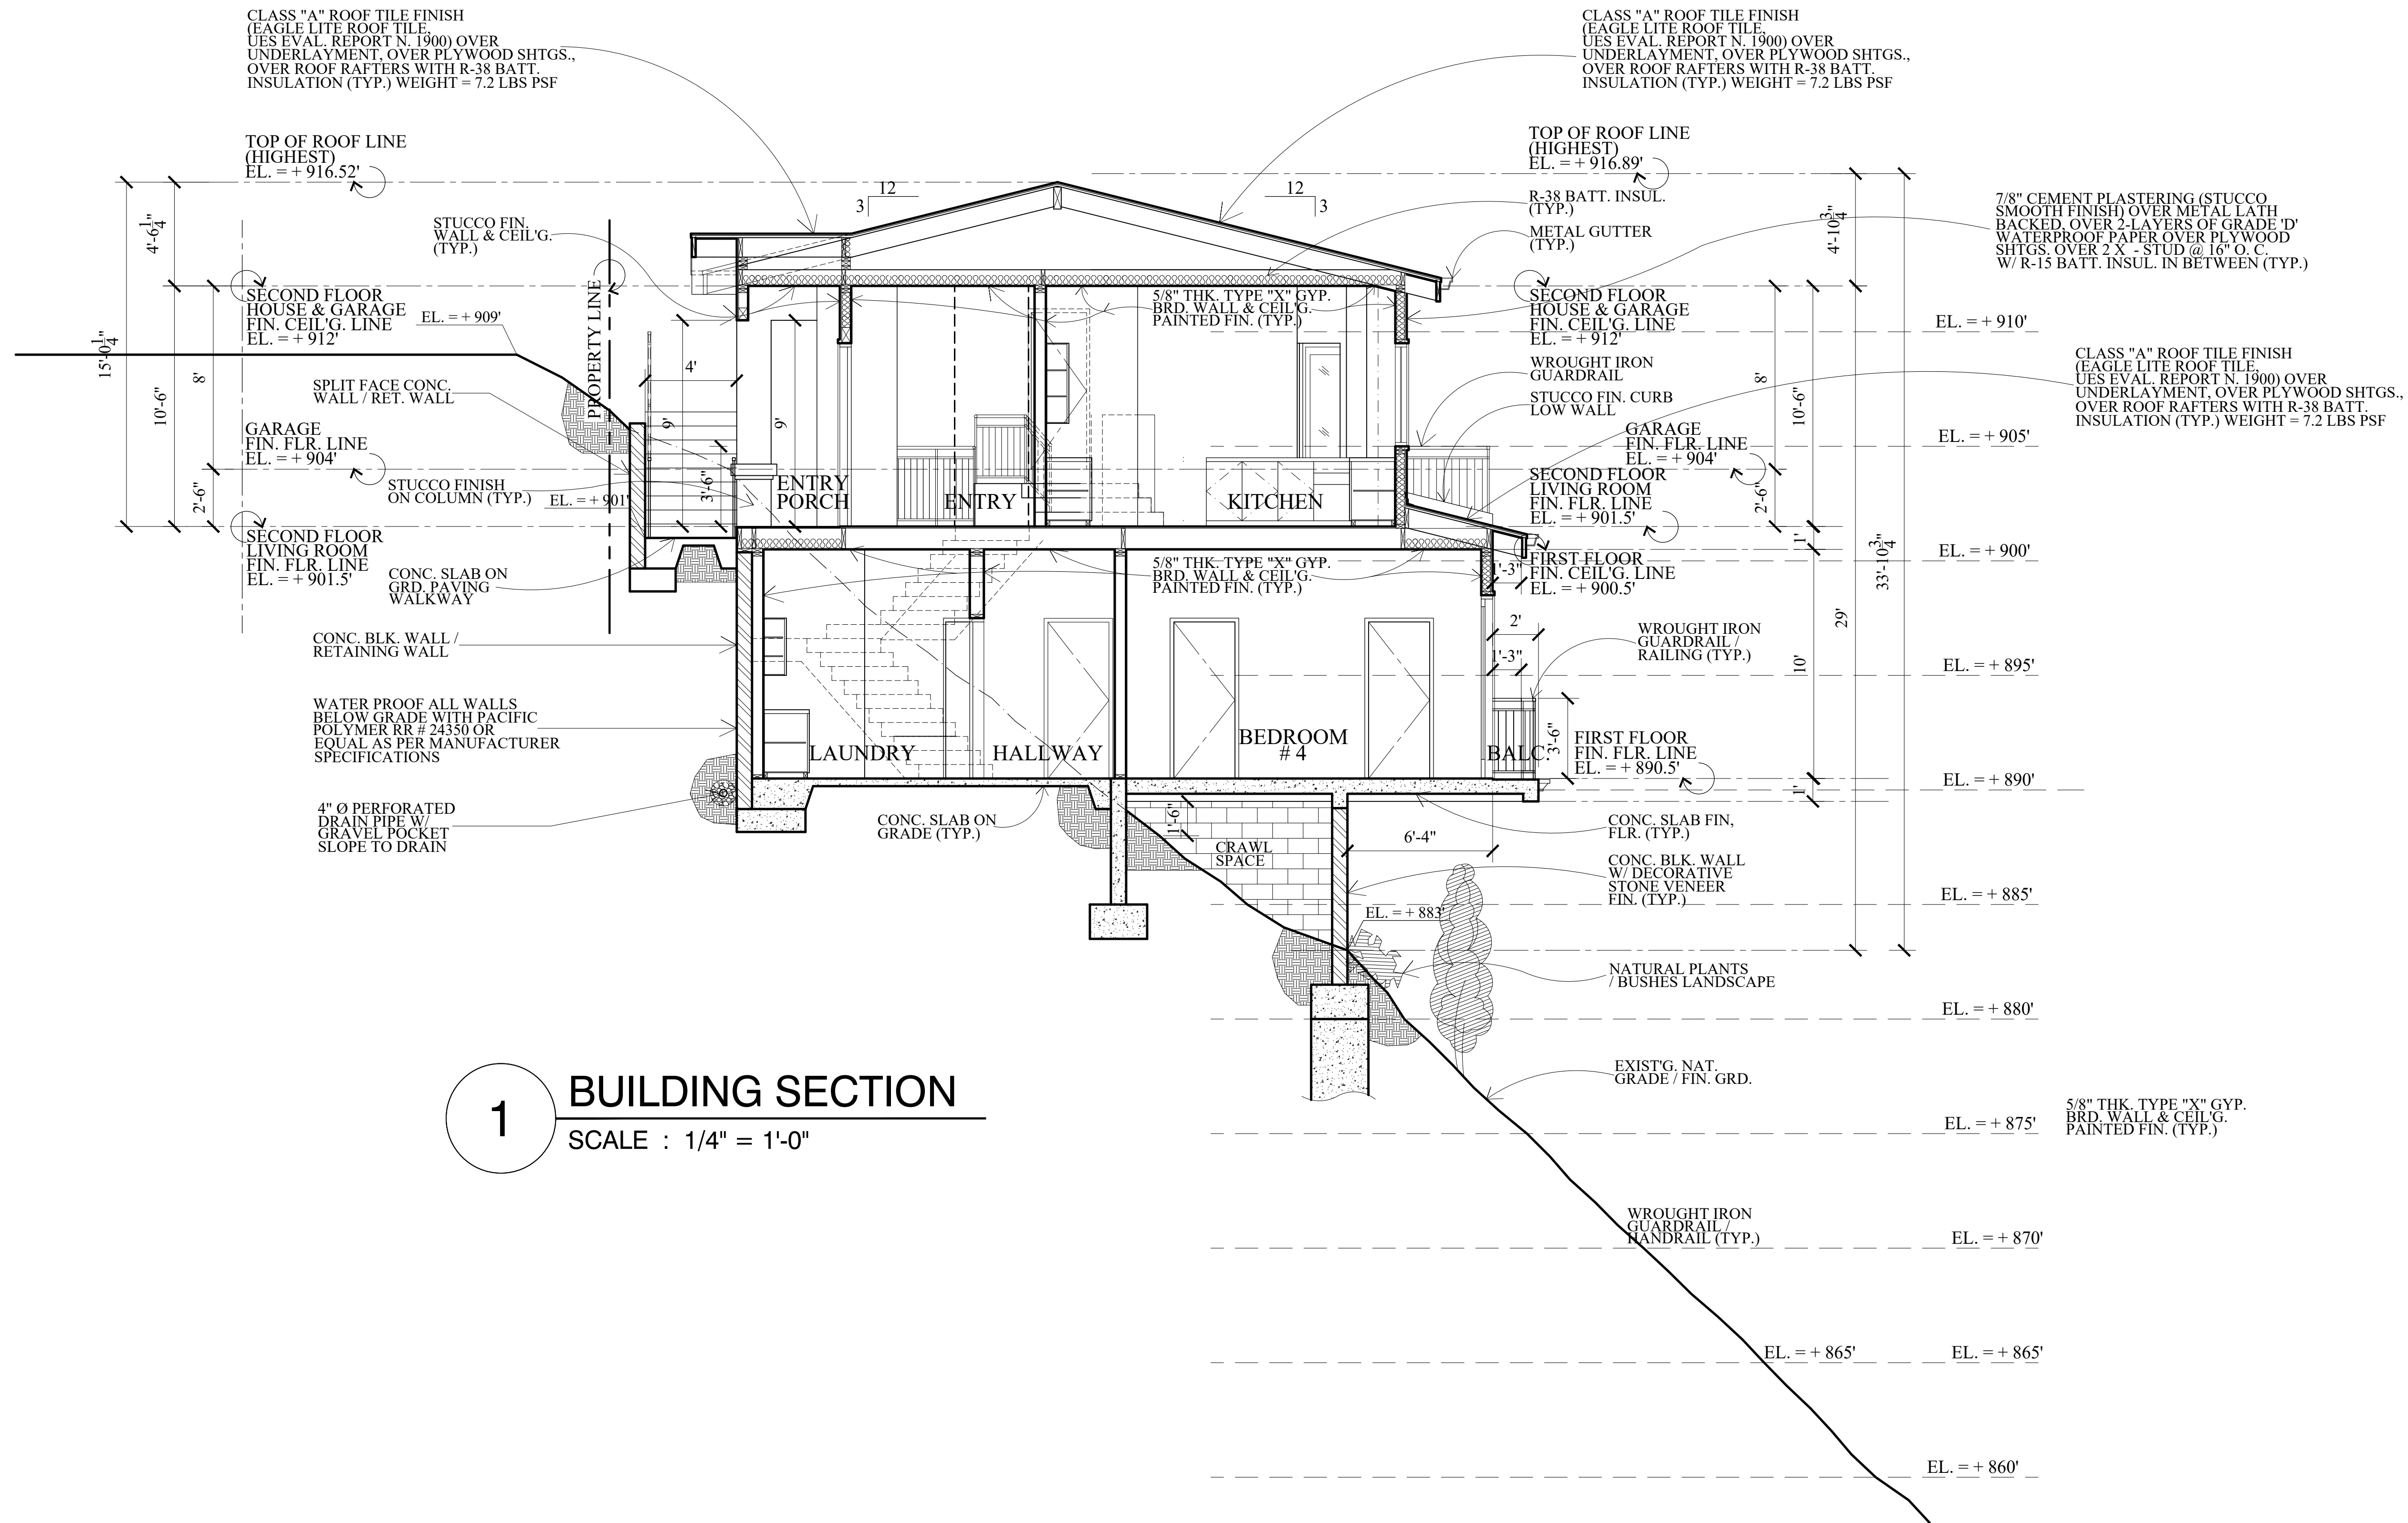 CLASS "A" ROOF TILE FINISH
(EAGLE LITE ROOF TILE,
UES EVAL. REPORT N. 1900) OVER
UNDERLAYMENT, OVER PLYWOOD SHTGS.,
OVER ROOF RAFTERS WITH R-38 BATT.
INSULATION (TYP.) WEIGHT = 7.2 LBS PSF
CLASS "A" ROOF TILE FINISH
(EAGLE LITE ROOF TILE,
UES EVAL. REPORT N. 1900) OVER
UNDERLAYMENT, OVER PLYWOOD SHTGS.,
OVER ROOF RAFTERS WITH R-38 BATT.
INSULATION (TYP.) WEIGHT = 7.2 LBS PSF
TOP OF ROOF LINE
(HIGHEST)
EL. = + 916.52'
TOP OF ROOF LINE
(HIGHEST)
EL. = + 916.89'
12
3
12
3
R-38 BATT. INSUL.
(TYP.)
METAL GUTTER
(TYP.)
7/8" CEMENT PLASTERING (STUCCO
SMOOTH FINISH) OVER METAL LATH
BACKED, OVER 2-LAYERS OF GRADE 'D'
WATERPROOF PAPER OVER PLYWOOD
SHTGS. OVER 2 X - STUD @ 16" O. C.
W/ R-15 BATT. INSUL. IN BETWEEN (TYP.)
STUCCO FIN.
WALL & CEIL'G.
(TYP.)
4'-6 1/4"
15'-0 1/4"
10'-6"
8'
2'-6"
4'-10 3/4"
SECOND FLOOR
HOUSE & GARAGE
FIN. CEIL'G. LINE
EL. = + 912'
EL. = + 909'
PROPERTY LINE
5/8" THK. TYPE "X" GYP.
BRD. WALL & CEIL'G.
PAINTED FIN. (TYP.)
SECOND FLOOR
HOUSE & GARAGE
FIN. CEIL'G. LINE
EL. = + 912'
EL. = + 910'
WROUGHT IRON
GUARDRAIL
STUCCO FIN. CURB
LOW WALL
CLASS "A" ROOF TILE FINISH
(EAGLE LITE ROOF TILE,
UES EVAL. REPORT N. 1900) OVER
UNDERLAYMENT, OVER PLYWOOD SHTGS.,
OVER ROOF RAFTERS WITH R-38 BATT.
INSULATION (TYP.) WEIGHT = 7.2 LBS PSF
SPLIT FACE CONC.
WALL / RET. WALL
4'
9'
9'
3'-6"
8'
10'-6"
2'-6"
GARAGE
FIN. FLR. LINE
EL. = + 904'
GARAGE
FIN. FLR. LINE
EL. = + 904'
EL. = + 905'
STUCCO FINISH
ON COLUMN (TYP.)
EL. = + 901'
ENTRY
PORCH
ENTRY
KITCHEN
SECOND FLOOR
LIVING ROOM
FIN. FLR. LINE
EL. = + 901.5'
SECOND FLOOR
LIVING ROOM
FIN. FLR. LINE
EL. = + 901.5'
1'
33'-10 3/4"
29'
EL. = + 900'
CONC. SLAB ON
GRD. PAVING
WALKWAY
5/8" THK. TYPE "X" GYP.
BRD. WALL & CEIL'G.
PAINTED FIN. (TYP.)
1'-3"
FIRST FLOOR
FIN. CEIL'G. LINE
EL. = + 900.5'
CONC. BLK. WALL /
RETAINING WALL
2'
1'-3"
WROUGHT IRON
GUARDRAIL /
RAILING (TYP.)
10'
EL. = + 895'
WATER PROOF ALL WALLS
BELOW GRADE WITH PACIFIC
POLYMER RR # 24350 OR
EQUAL AS PER MANUFACTURER
SPECIFICATIONS
LAUNDRY
HALLWAY
BEDROOM
# 4
BALC.
3'-6"
FIRST FLOOR
FIN. FLR. LINE
EL. = + 890.5'
EL. = + 890'
1'
4" Ø PERFORATED
DRAIN PIPE W/
GRAVEL POCKET
SLOPE TO DRAIN
CONC. SLAB ON
GRADE (TYP.)
1'-6"
CRAWL
SPACE
6'-4"
CONC. SLAB FIN,
FLR. (TYP.)
CONC. BLK. WALL
W/ DECORATIVE
STONE VENEER
FIN. (TYP.)
EL. = + 885'
EL. = + 883'
NATURAL PLANTS
/ BUSHES LANDSCAPE
EL. = + 880'
1
BUILDING SECTION
SCALE : 1/4" = 1'-0"
EXIST'G. NAT.
GRADE / FIN. GRD.
EL. = + 875'
5/8" THK. TYPE "X" GYP.
BRD. WALL & CEIL'G.
PAINTED FIN. (TYP.)
WROUGHT IRON
GUARDRAIL /
HANDRAIL (TYP.)
EL. = + 870'
EL. = + 865'
EL. = + 865'
EL. = + 860'